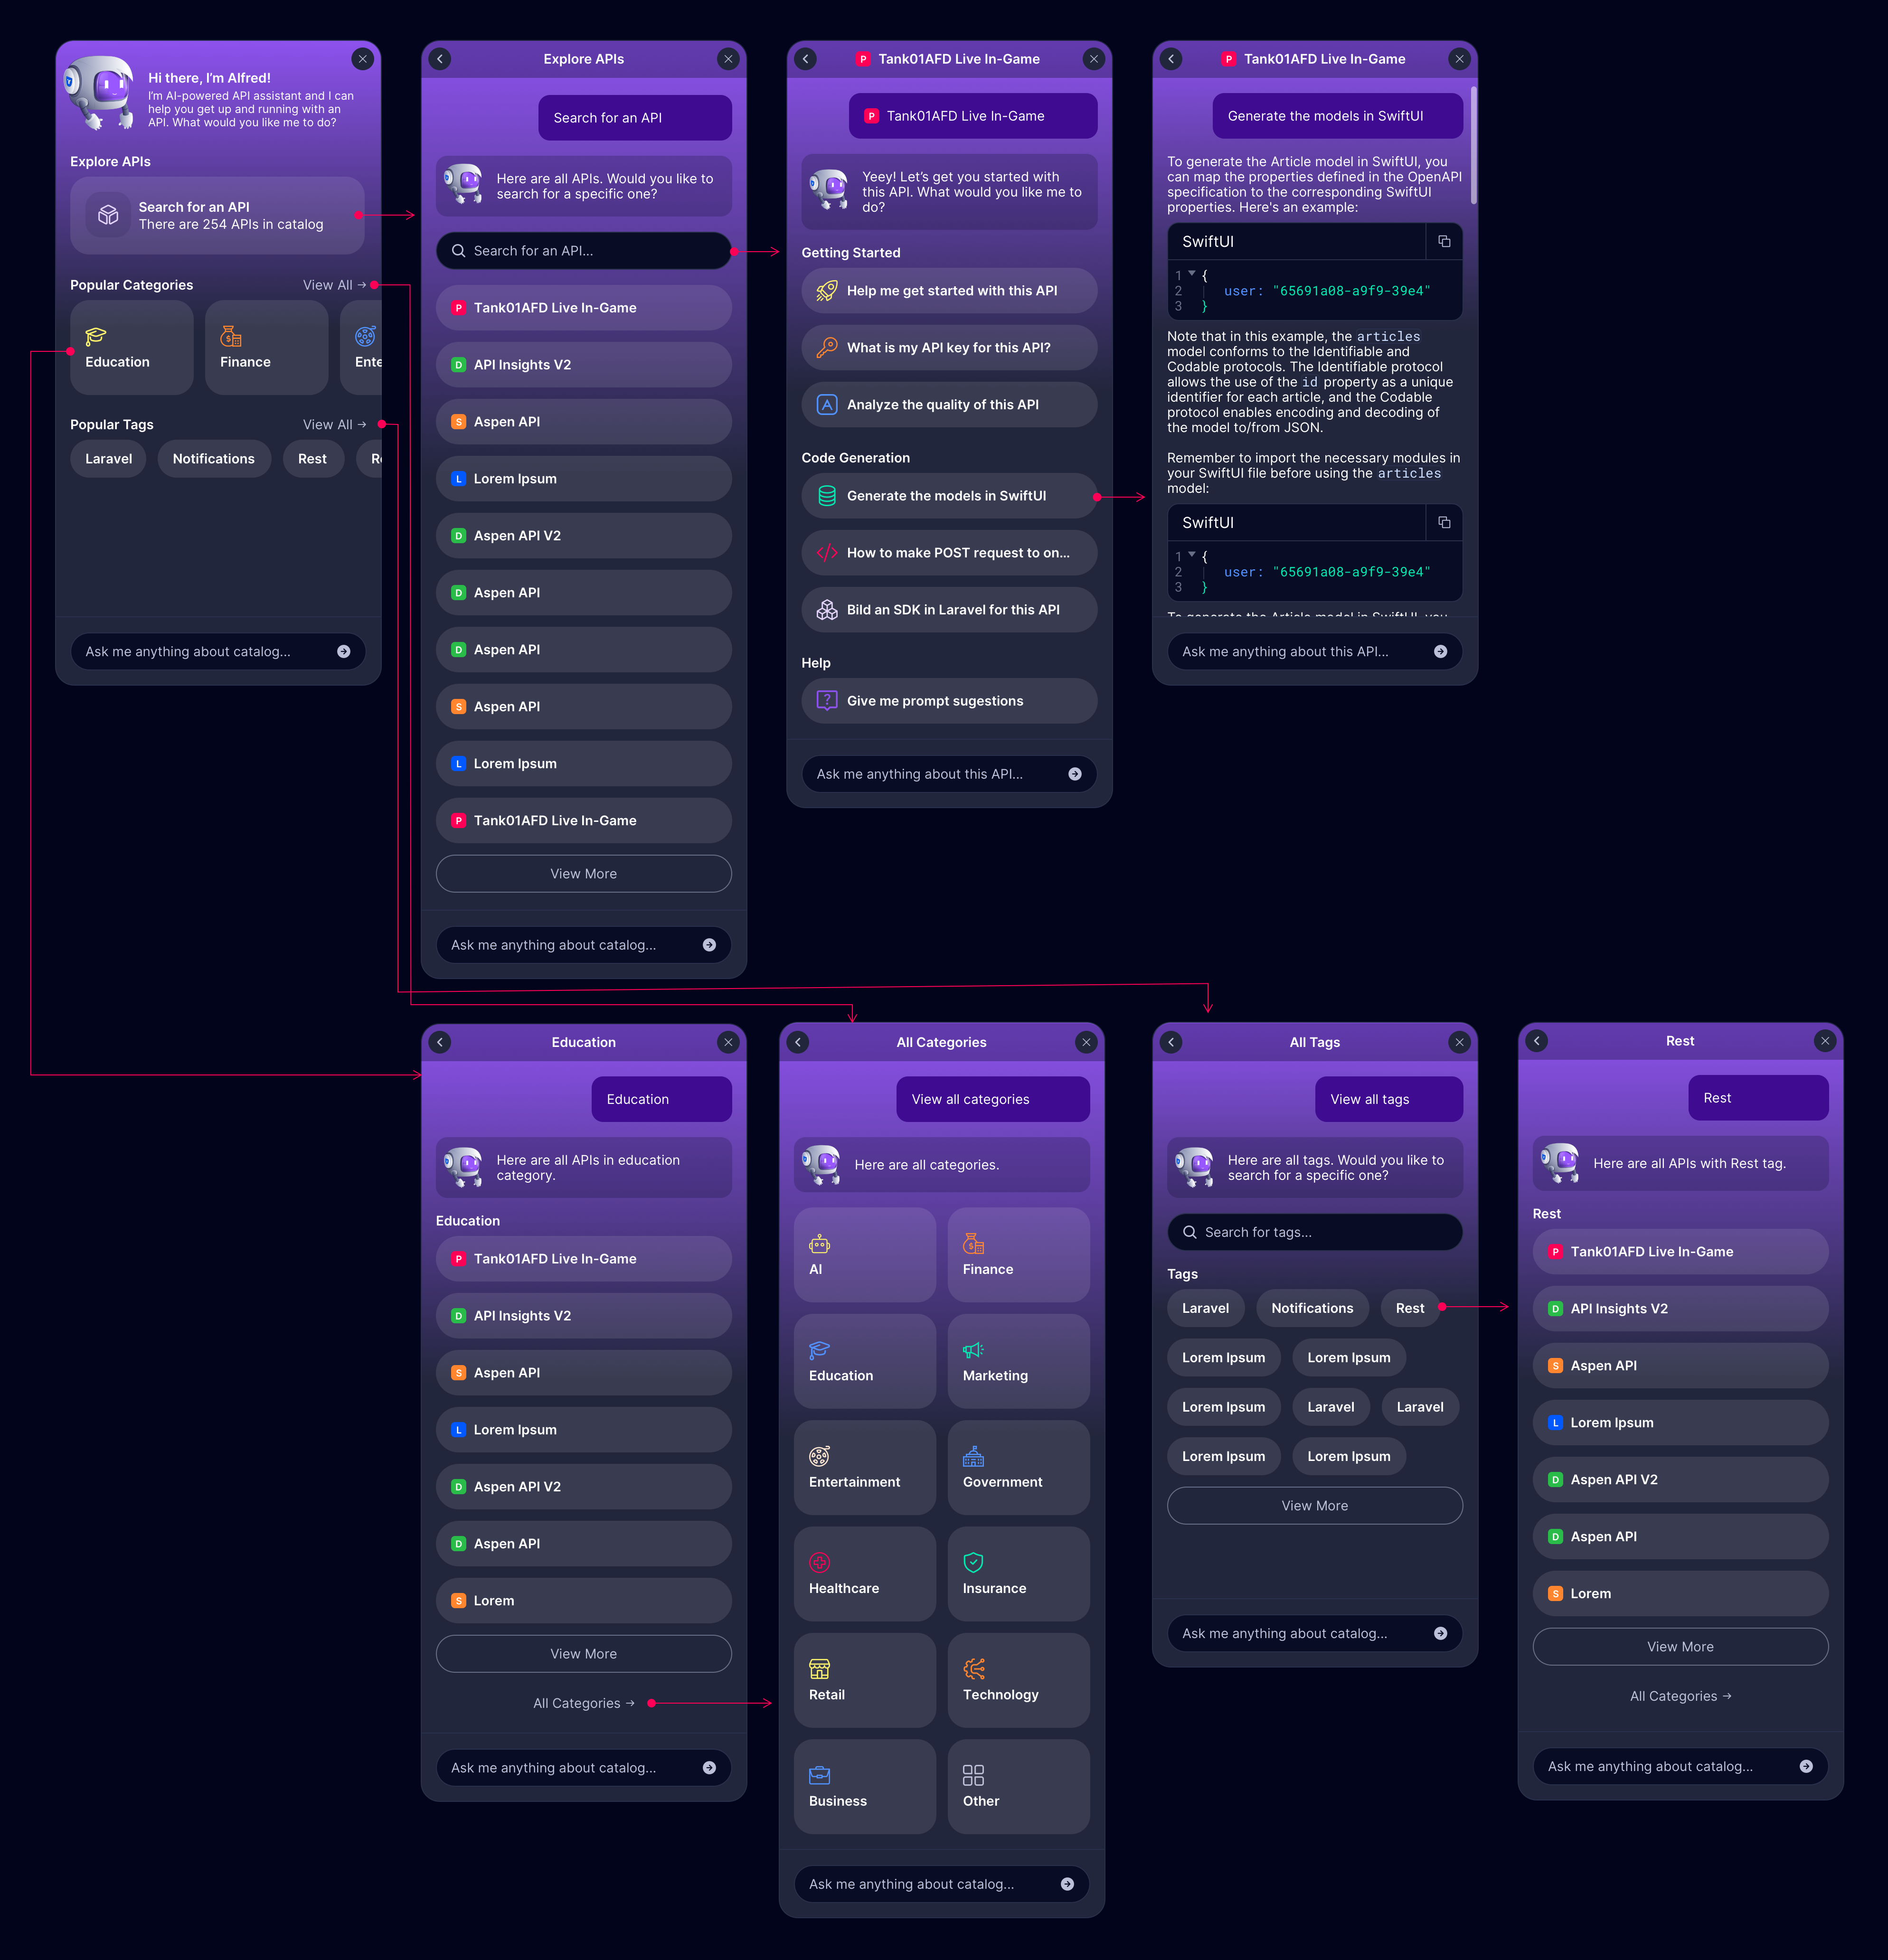 Hi there, I'm Alfred!
I'm AI-powered API assistant and I can
help you get up and running with an
API. What would you like me to do?
Explore APIs
Search for an API
There are 254 APIs in catalog
Popular Categories
View All →
Education
Finance
Ente
Popular Tags
View All →
Laravel
Notifications
Rest
Re
Ask me anything about catalog...
Explore APIs
Search for an API
Here are all APIs. Would you like to
search for a specific one?
Search for an API...
P Tank01AFD Live In-Game
D API Insights V2
S Aspen API
L Lorem Ipsum
D Aspen API V2
D Aspen API
D Aspen API
S Aspen API
L Lorem Ipsum
P Tank01AFD Live In-Game
View More
Ask me anything about catalog...
P Tank01AFD Live In-Game
P Tank01AFD Live In-Game
Yeey! Let's get you started with
this API. What would you like me to
do?
Getting Started
Help me get started with this API
What is my API key for this API?
Analyze the quality of this API
Code Generation
Generate the models in SwiftUI
How to make POST request to on...
Bild an SDK in Laravel for this API
Help
Give me prompt sugestions
Ask me anything about this API...
P Tank01AFD Live In-Game
Generate the models in SwiftUI
To generate the Article model in SwiftUI, you
can map the properties defined in the OpenAPI
specification to the corresponding SwiftUI
properties. Here's an example:
SwiftUI
1 {
2 user: "65691a08-a9f9-39e4"
3 }
Note that in this example, the articles
model conforms to the Identifiable and
Codable protocols. The Identifiable protocol
allows the use of the id property as a unique
identifier for each article, and the Codable
protocol enables encoding and decoding of
the model to/from JSON.
Remember to import the necessary modules in
your SwiftUI file before using the articles
model:
SwiftUI
1 {
2 user: "65691a08-a9f9-39e4"
3 }
To generate the Article model in SwiftUI, you
Ask me anything about this API...
Education
Education
Here are all APIs in education
category.
Education
P Tank01AFD Live In-Game
D API Insights V2
S Aspen API
L Lorem Ipsum
D Aspen API V2
D Aspen API
S Lorem
View More
All Categories →
Ask me anything about catalog...
All Categories
View all categories
Here are all categories.
AI
Finance
Education
Marketing
Entertainment
Government
Healthcare
Insurance
Retail
Technology
Business
Other
Ask me anything about catalog...
All Tags
View all tags
Here are all tags. Would you like to
search for a specific one?
Search for tags...
Tags
Laravel
Notifications
Rest
Lorem Ipsum
Lorem Ipsum
Lorem Ipsum
Laravel
Laravel
Lorem Ipsum
Lorem Ipsum
View More
Ask me anything about catalog...
Rest
Rest
Here are all APIs with Rest tag.
Rest
P Tank01AFD Live In-Game
D API Insights V2
S Aspen API
L Lorem Ipsum
D Aspen API V2
D Aspen API
S Lorem
View More
All Categories →
Ask me anything about catalog...